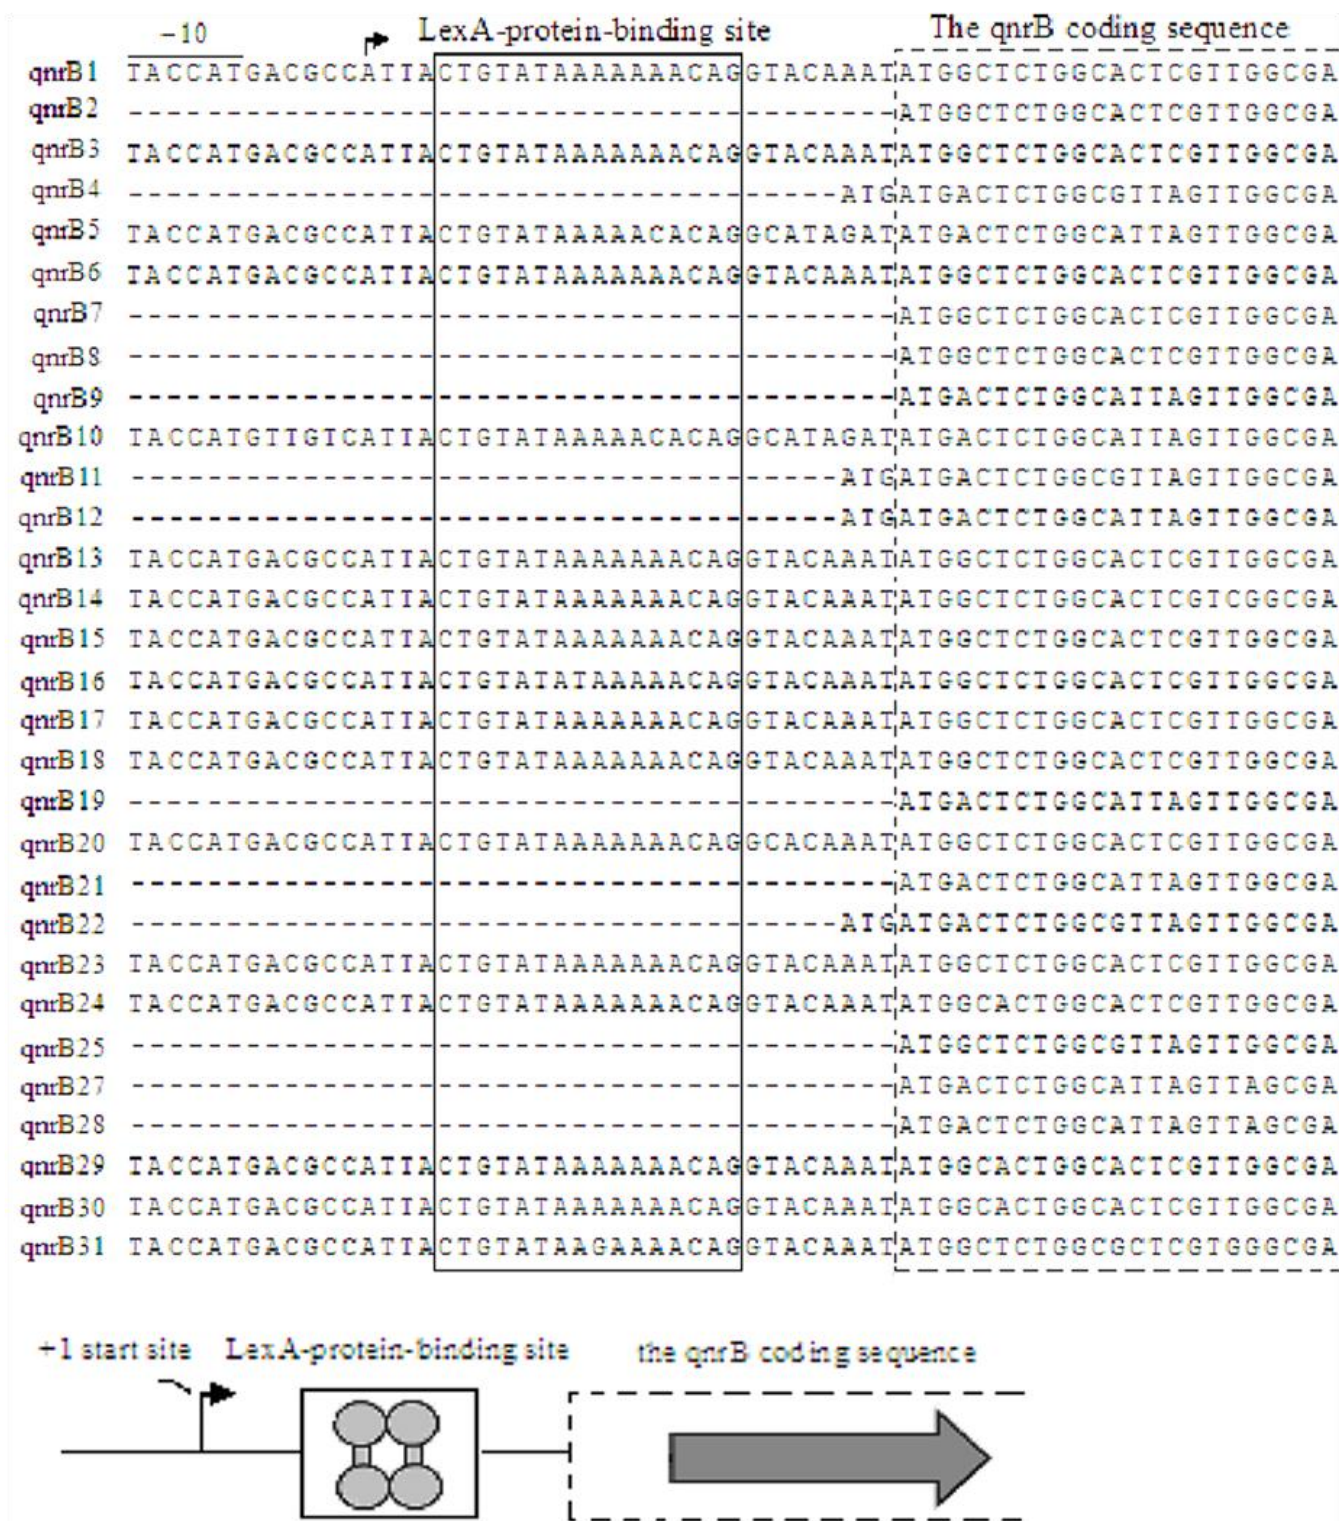 −10 LexA-protein-binding site The qnrB coding sequence
qnrB1 TACCATGACGCCATTACTGTATAAAAAAACAGGTACAAATATGGCTCTGGCACTCGTTGGCGA
qnrB2 ----------------------------------------ATGGCTCTGGCACTCGTTGGCGA
qnrB3 TACCATGACGCCATTACTGTATAAAAAAACAGGTACAAATATGGCTCTGGCACTCGTTGGCGA
qnrB4 -------------------------------------ATGATGACTCTGGCGTTAGTTGGCGA
qnrB5 TACCATGACGCCATTACTGTATAAAAACACAGGCATAGATATGACTCTGGCATTAGTTGGCGA
qnrB6 TACCATGACGCCATTACTGTATAAAAAAACAGGTACAAATATGGCTCTGGCACTCGTTGGCGA
qnrB7 ----------------------------------------ATGGCTCTGGCACTCGTTGGCGA
qnrB8 ----------------------------------------ATGGCTCTGGCACTCGTTGGCGA
qnrB9 ----------------------------------------ATGACTCTGGCATTAGTTGGCGA
qnrB10 TACCATGTTGTCATTACTGTATAAAAACACAGGCATAGATATGACTCTGGCATTAGTTGGCGA
qnrB11 -------------------------------------ATGATGACTCTGGCGTTAGTTGGCGA
qnrB12 -------------------------------------ATGATGACTCTGGCATTAGTTGGCGA
qnrB13 TACCATGACGCCATTACTGTATAAAAAAACAGGTACAAATATGGCTCTGGCACTCGTTGGCGA
qnrB14 TACCATGACGCCATTACTGTATAAAAAAACAGGTACAAATATGGCTCTGGCACTCGTCGGCGA
qnrB15 TACCATGACGCCATTACTGTATAAAAAAACAGGTACAAATATGGCTCTGGCACTCGTTGGCGA
qnrB16 TACCATGACGCCATTACTGTATATAAAAACAGGTACAAATATGGCTCTGGCACTCGTTGGCGA
qnrB17 TACCATGACGCCATTACTGTATAAAAAAACAGGTACAAATATGGCTCTGGCACTCGTTGGCGA
qnrB18 TACCATGACGCCATTACTGTATAAAAAAACAGGTACAAATATGGCTCTGGCACTCGTTGGCGA
qnrB19 ----------------------------------------ATGACTCTGGCATTAGTTGGCGA
qnrB20 TACCATGACGCCATTACTGTATAAAAAAACAGGCACAAATATGGCTCTGGCACTCGTTGGCGA
qnrB21 ----------------------------------------ATGACTCTGGCATTAGTTGGCGA
qnrB22 -------------------------------------ATGATGACTCTGGCGTTAGTTGGCGA
qnrB23 TACCATGACGCCATTACTGTATAAAAAAACAGGTACAAATATGGCTCTGGCACTCGTTGGCGA
qnrB24 TACCATGACGCCATTACTGTATAAAAAAACAGGTACAAATATGGCACTGGCACTCGTTGGCGA
qnrB25 ----------------------------------------ATGGCTCTGGCGTTAGTTGGCGA
qnrB27 ----------------------------------------ATGACTCTGGCATTAGTTAGCGA
qnrB28 ----------------------------------------ATGACTCTGGCATTAGTTAGCGA
qnrB29 TACCATGACGCCATTACTGTATAAAAAAACAGGTACAAATATGGCACTGGCACTCGTTGGCGA
qnrB30 TACCATGACGCCATTACTGTATAAAAAAACAGGTACAAATATGGCACTGGCACTCGTTGGCGA
qnrB31 TACCATGACGCCATTACTGTATAAGAAAACAGGTACAAATATGGCTCTGGCGCTCGTGGGCGA
+1 start site LexA-protein-binding site the qnrB coding sequence